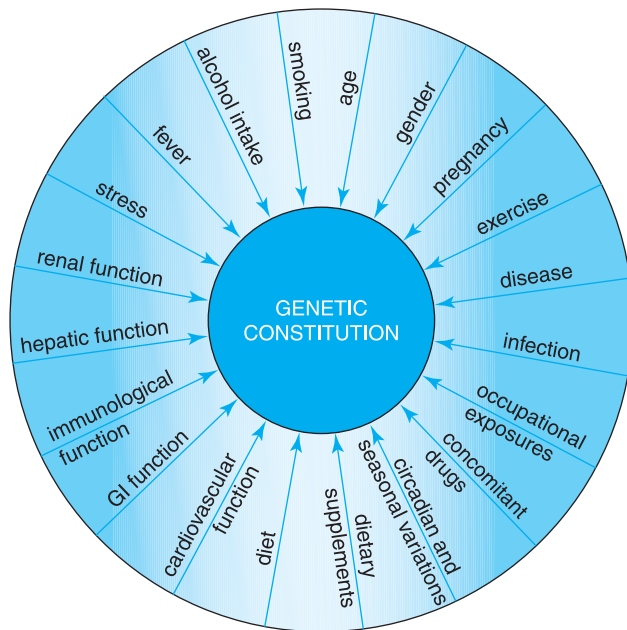 smoking
age
gender
pregnancy
exercise
disease
infection
occupational
exposures
concomitant
drugs
circadian and
seasonal variations
dietary
supplements
diet
cardiovascular
function
GI function
immunological
function
hepatic function
renal function
stress
fever
alcohol intake
GENETIC
CONSTITUTION